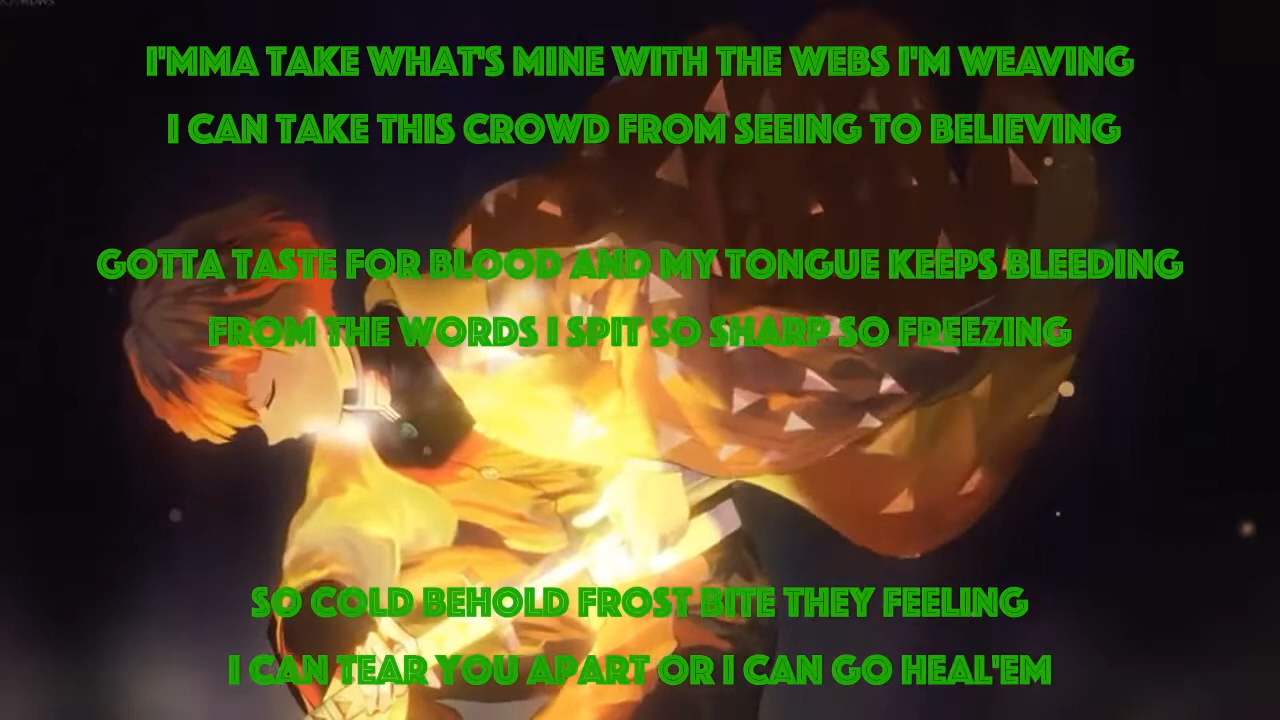 I'MMA TAKE WHAT'S MINE WITH THE WEBS I'M WEAVING
I CAN TAKE THIS CROWD FROM SEEING TO BELIEVING
GOTTA TASTE FOR BLOOD AND MY TONGUE KEEPS BLEEDING
FROM THE WORDS I SPIT SO SHARP SO FREEZING
SO COLD BEHOLD FROST BITE THEY FEELING
I CAN TEAR YOU APART OR I CAN GO HEAL'EM